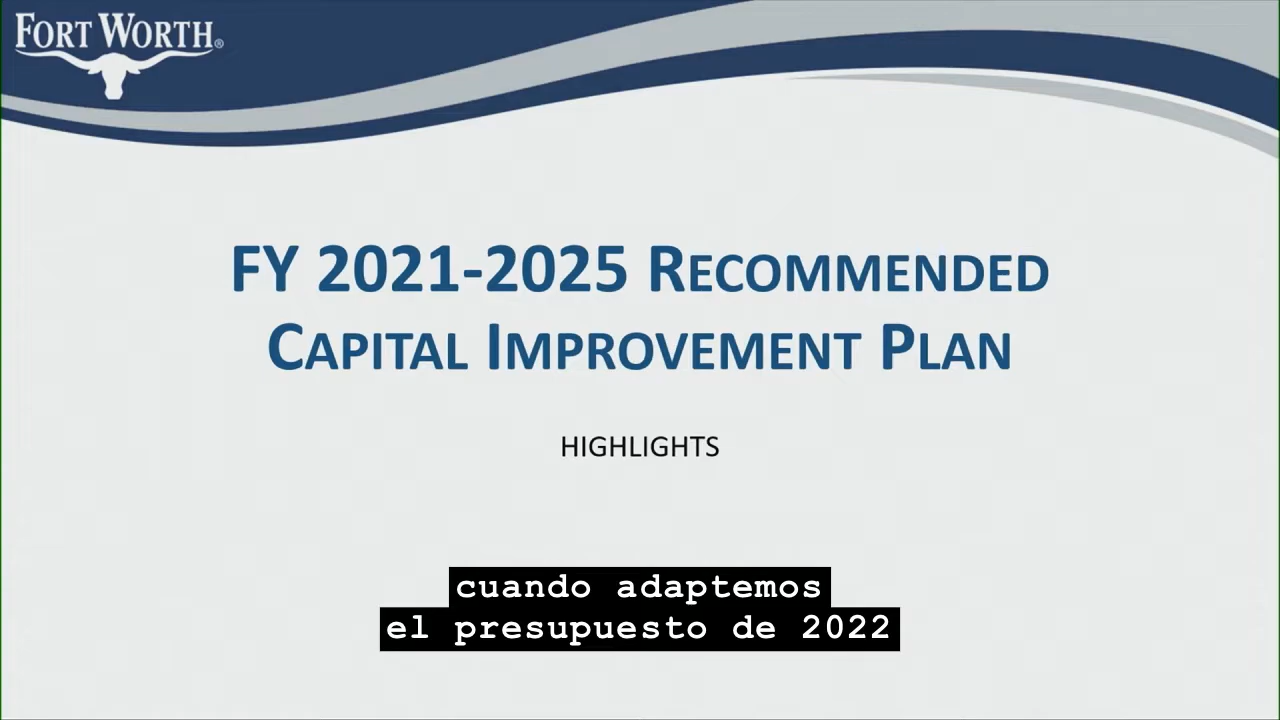 FORT WORTH®
FY 2021-2025 RECOMMENDED
CAPITAL IMPROVEMENT PLAN
HIGHLIGHTS
cuando adaptemos
el presupuesto de 2022